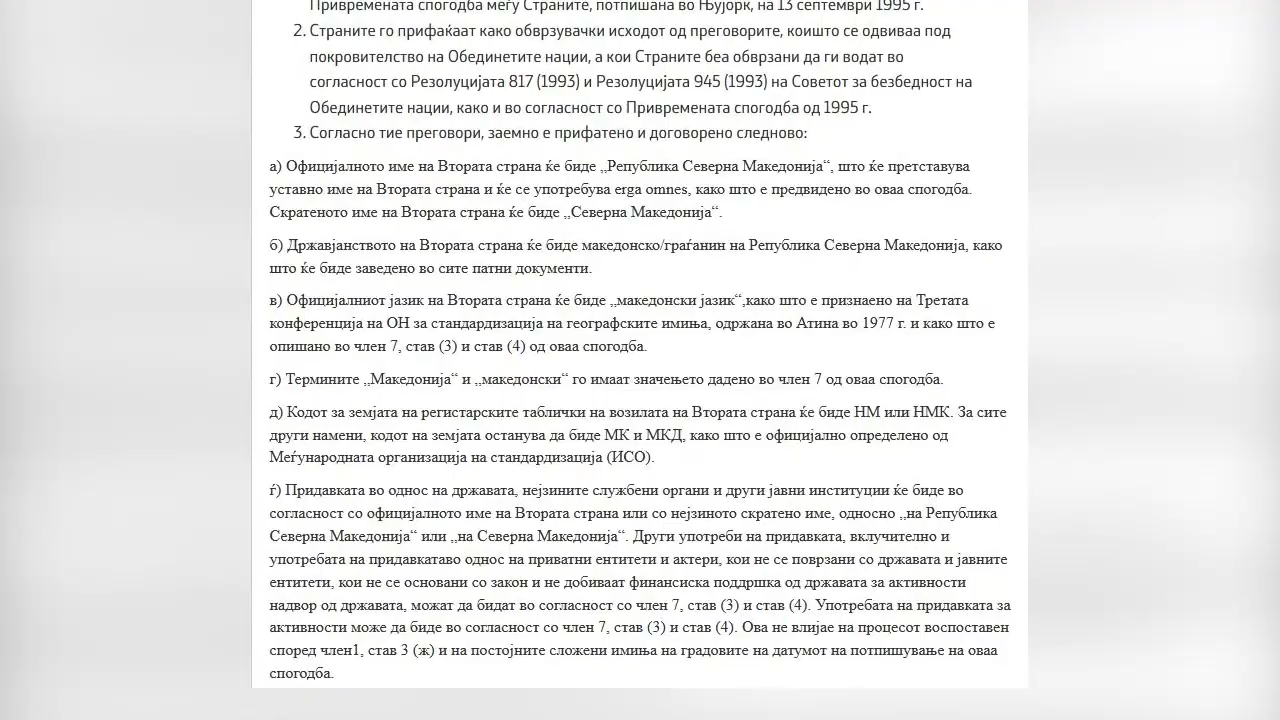 Привремената спогодба меѓу Страните, потпишана во Њујорк, на 13 септември 1995 г.
2. Страните го прифаќаат како обврзувачки исходот од преговорите, коишто се одвиваа под
покровителство на Обединетите нации, а кои Страните беа обврзани да ги водат во
согласност со Резолуцијата 817 (1993) и Резолуцијата 945 (1993) на Советот за безбедност на
Обединетите нации, како и во согласност со Привремената спогодба од 1995 г.
3. Согласно тие преговори, заемно е прифатено и договорено следново:
а) Официјалното име на Втората страна ќе биде „Република Северна Македонија“, што ќе претставува
уставно име на Втората страна и ќе се употребува erga omnes, како што е предвидено во оваа спогодба.
Скратеното име на Втората страна ќе биде „Северна Македонија“.
б) Државјанството на Втората страна ќе биде македонско/граѓанин на Република Северна Македонија, како
што ќе биде заведено во сите патни документи.
в) Официјалниот јазик на Втората страна ќе биде „македонски јазик“,како што е признаено на Третата
конференција на ОН за стандардизација на географските имиња, одржана во Атина во 1977 г. и како што е
опишано во член 7, став (3) и став (4) од оваа спогодба.
г) Термините „Македонија“ и „македонски“ го имаат значењето дадено во член 7 од оваа спогодба.
д) Кодот за земјата на регистарските таблички на возилата на Втората страна ќе биде НМ или НМК. За сите
други намени, кодот на земјата останува да биде МК и МКД, како што е официјално определено од
Меѓународната организација на стандардизација (ИСО).
ѓ) Придавката во однос на државата, нејзините службени органи и други јавни институции ќе биде во
согласност со официјалното име на Втората страна или со нејзиното скратено име, односно „на Република
Северна Македонија“ или „на Северна Македонија“. Други употреби на придавката, вклучително и
употребата на придавкатаво однос на приватни ентитети и актери, кои не се поврзани со државата и јавните
ентитети, кои не се основани со закон и не добиваат финансиска поддршка од државата за активности
надвор од државата, можат да бидат во согласност со член 7, став (3) и став (4). Употребата на придавката за
активности може да биде во согласност со член 7, став (3) и став (4). Ова не влијае на процесот воспоставен
според член1, став 3 (ж) и на постојните сложени имиња на градовите на датумот на потпишување на оваа
спогодба.